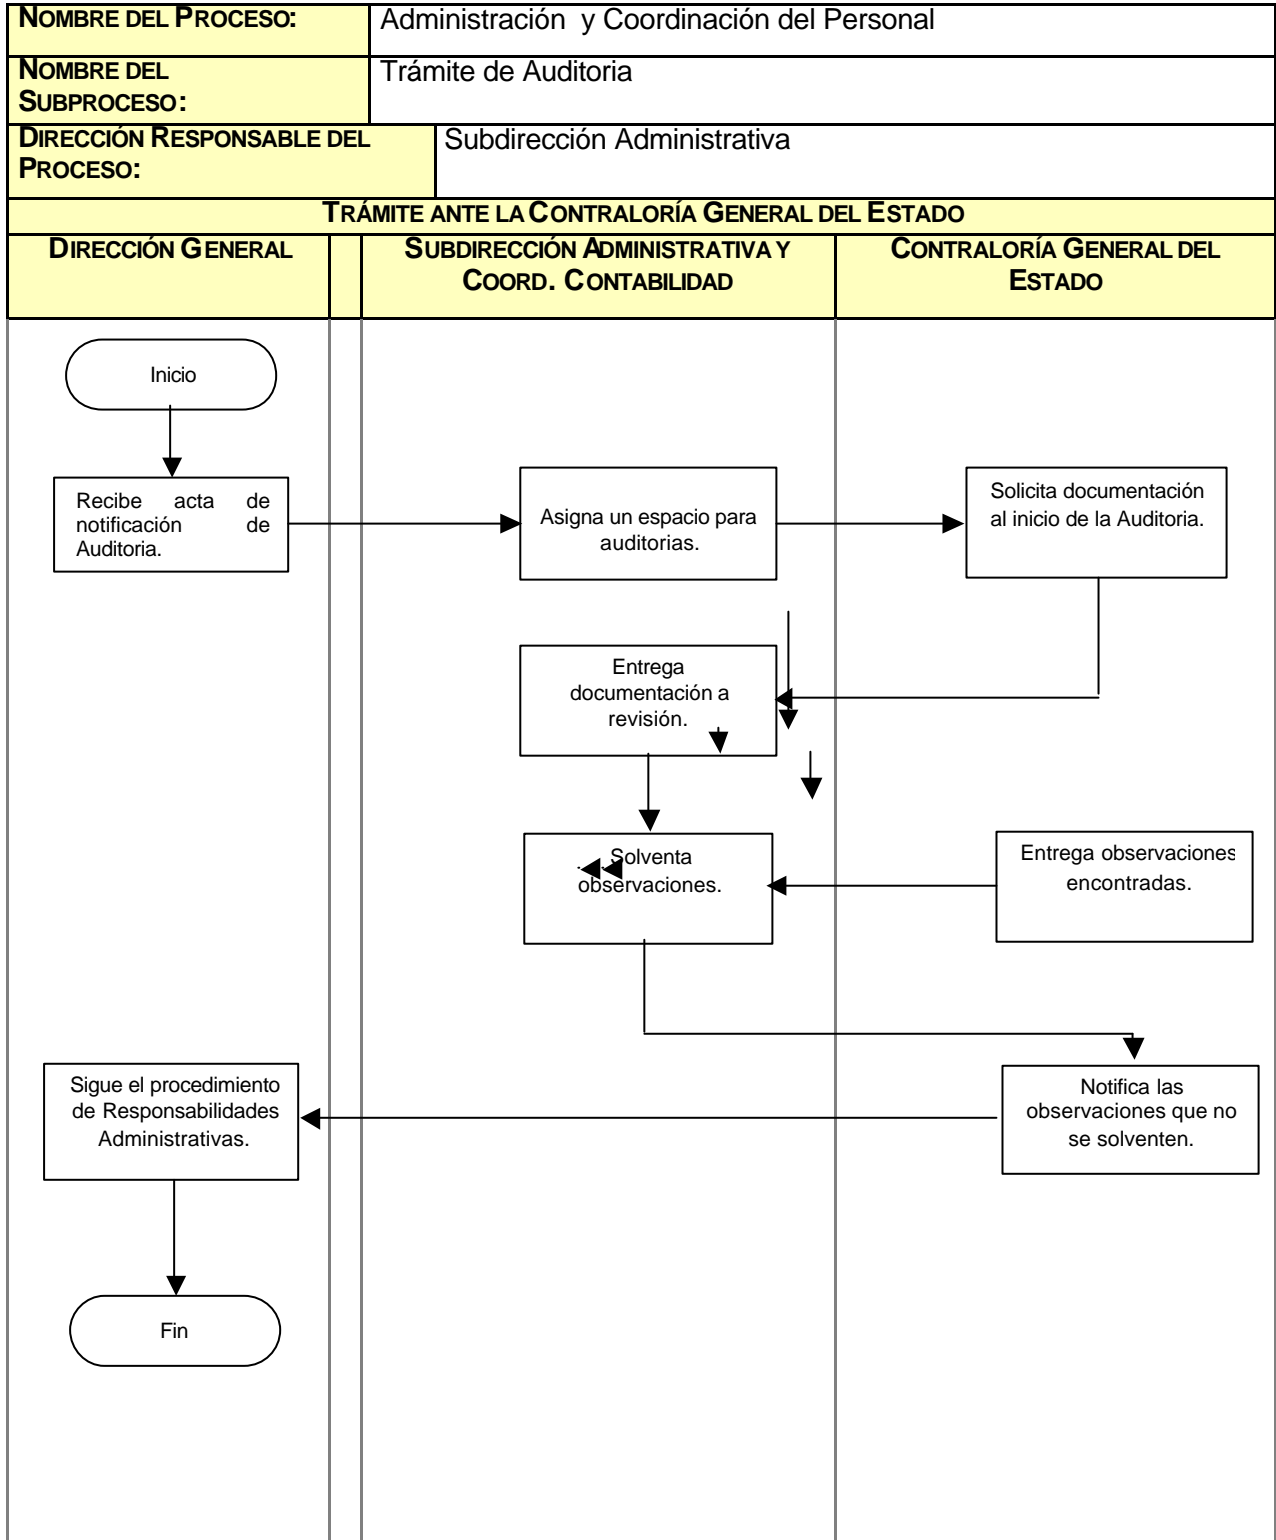 NOMBRE DEL PROCESO:
Administración y Coordinación del Personal
NOMBRE DEL
SUBPROCESO:
Trámite de Auditoria
DIRECCIÓN RESPONSABLE DEL
PROCESO:
Subdirección Administrativa
TRÁMITE ANTE LA CONTRALORÍA GENERAL DEL ESTADO
DIRECCIÓN GENERAL
SUBDIRECCIÓN ADMINISTRATIVA Y
COORD. CONTABILIDAD
CONTRALORÍA GENERAL DEL
ESTADO
Inicio
Recibe acta de
notificación de
Auditoria.
Asigna un espacio para
auditorias.
Solicita documentación
al inicio de la Auditoria.
Entrega
documentación a
revisión.
Solventa
observaciones.
Entrega observaciones
encontradas.
Sigue el procedimiento
de Responsabilidades
Administrativas.
Notifica las
observaciones que no
se solventen.
Fin